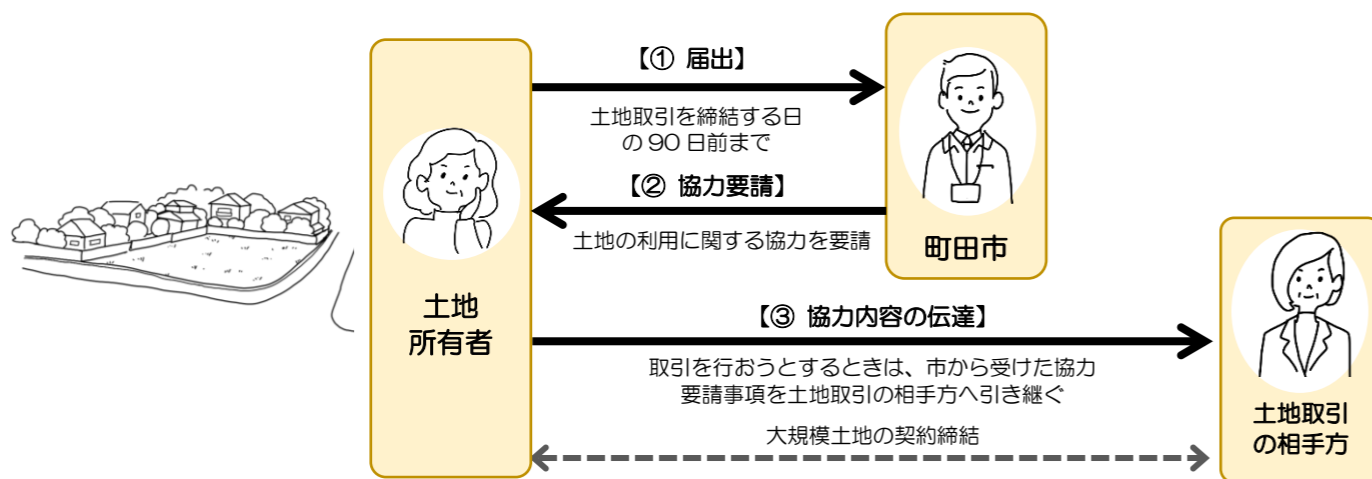 【① 届出】
土地取引を締結する日
の 90 日前まで
【② 協力要請】
土地の利用に関する協力を要請
町田市
土地
所有者
【③ 協力内容の伝達】
取引を行おうとするときは、市から受けた協力
要請事項を土地取引の相手方へ引き継ぐ
大規模土地の契約締結
土地取引
の相手方